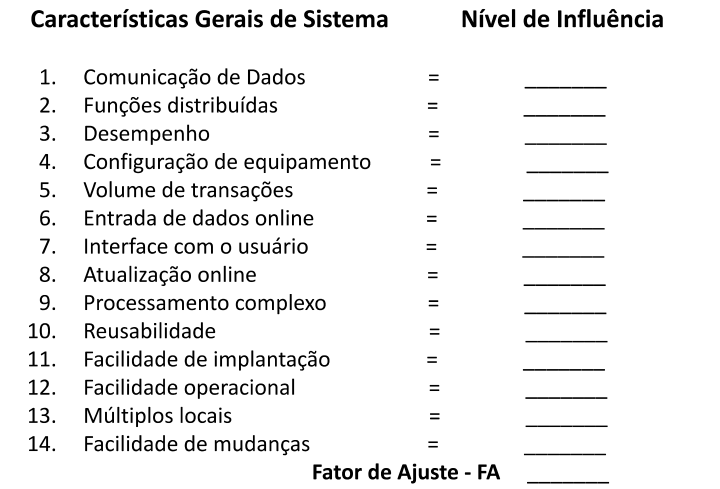 Características Gerais de Sistema Nível de Influência
1. Comunicação de Dados = _______
2. Funções distribuídas = _______
3. Desempenho = _______
4. Configuração de equipamento = _______
5. Volume de transações = _______
6. Entrada de dados online = _______
7. Interface com o usuário = _______
8. Atualização online = _______
9. Processamento complexo = _______
10. Reusabilidade = _______
11. Facilidade de implantação = _______
12. Facilidade operacional = _______
13. Múltiplos locais = _______
14. Facilidade de mudanças = _______
Fator de Ajuste - FA _______